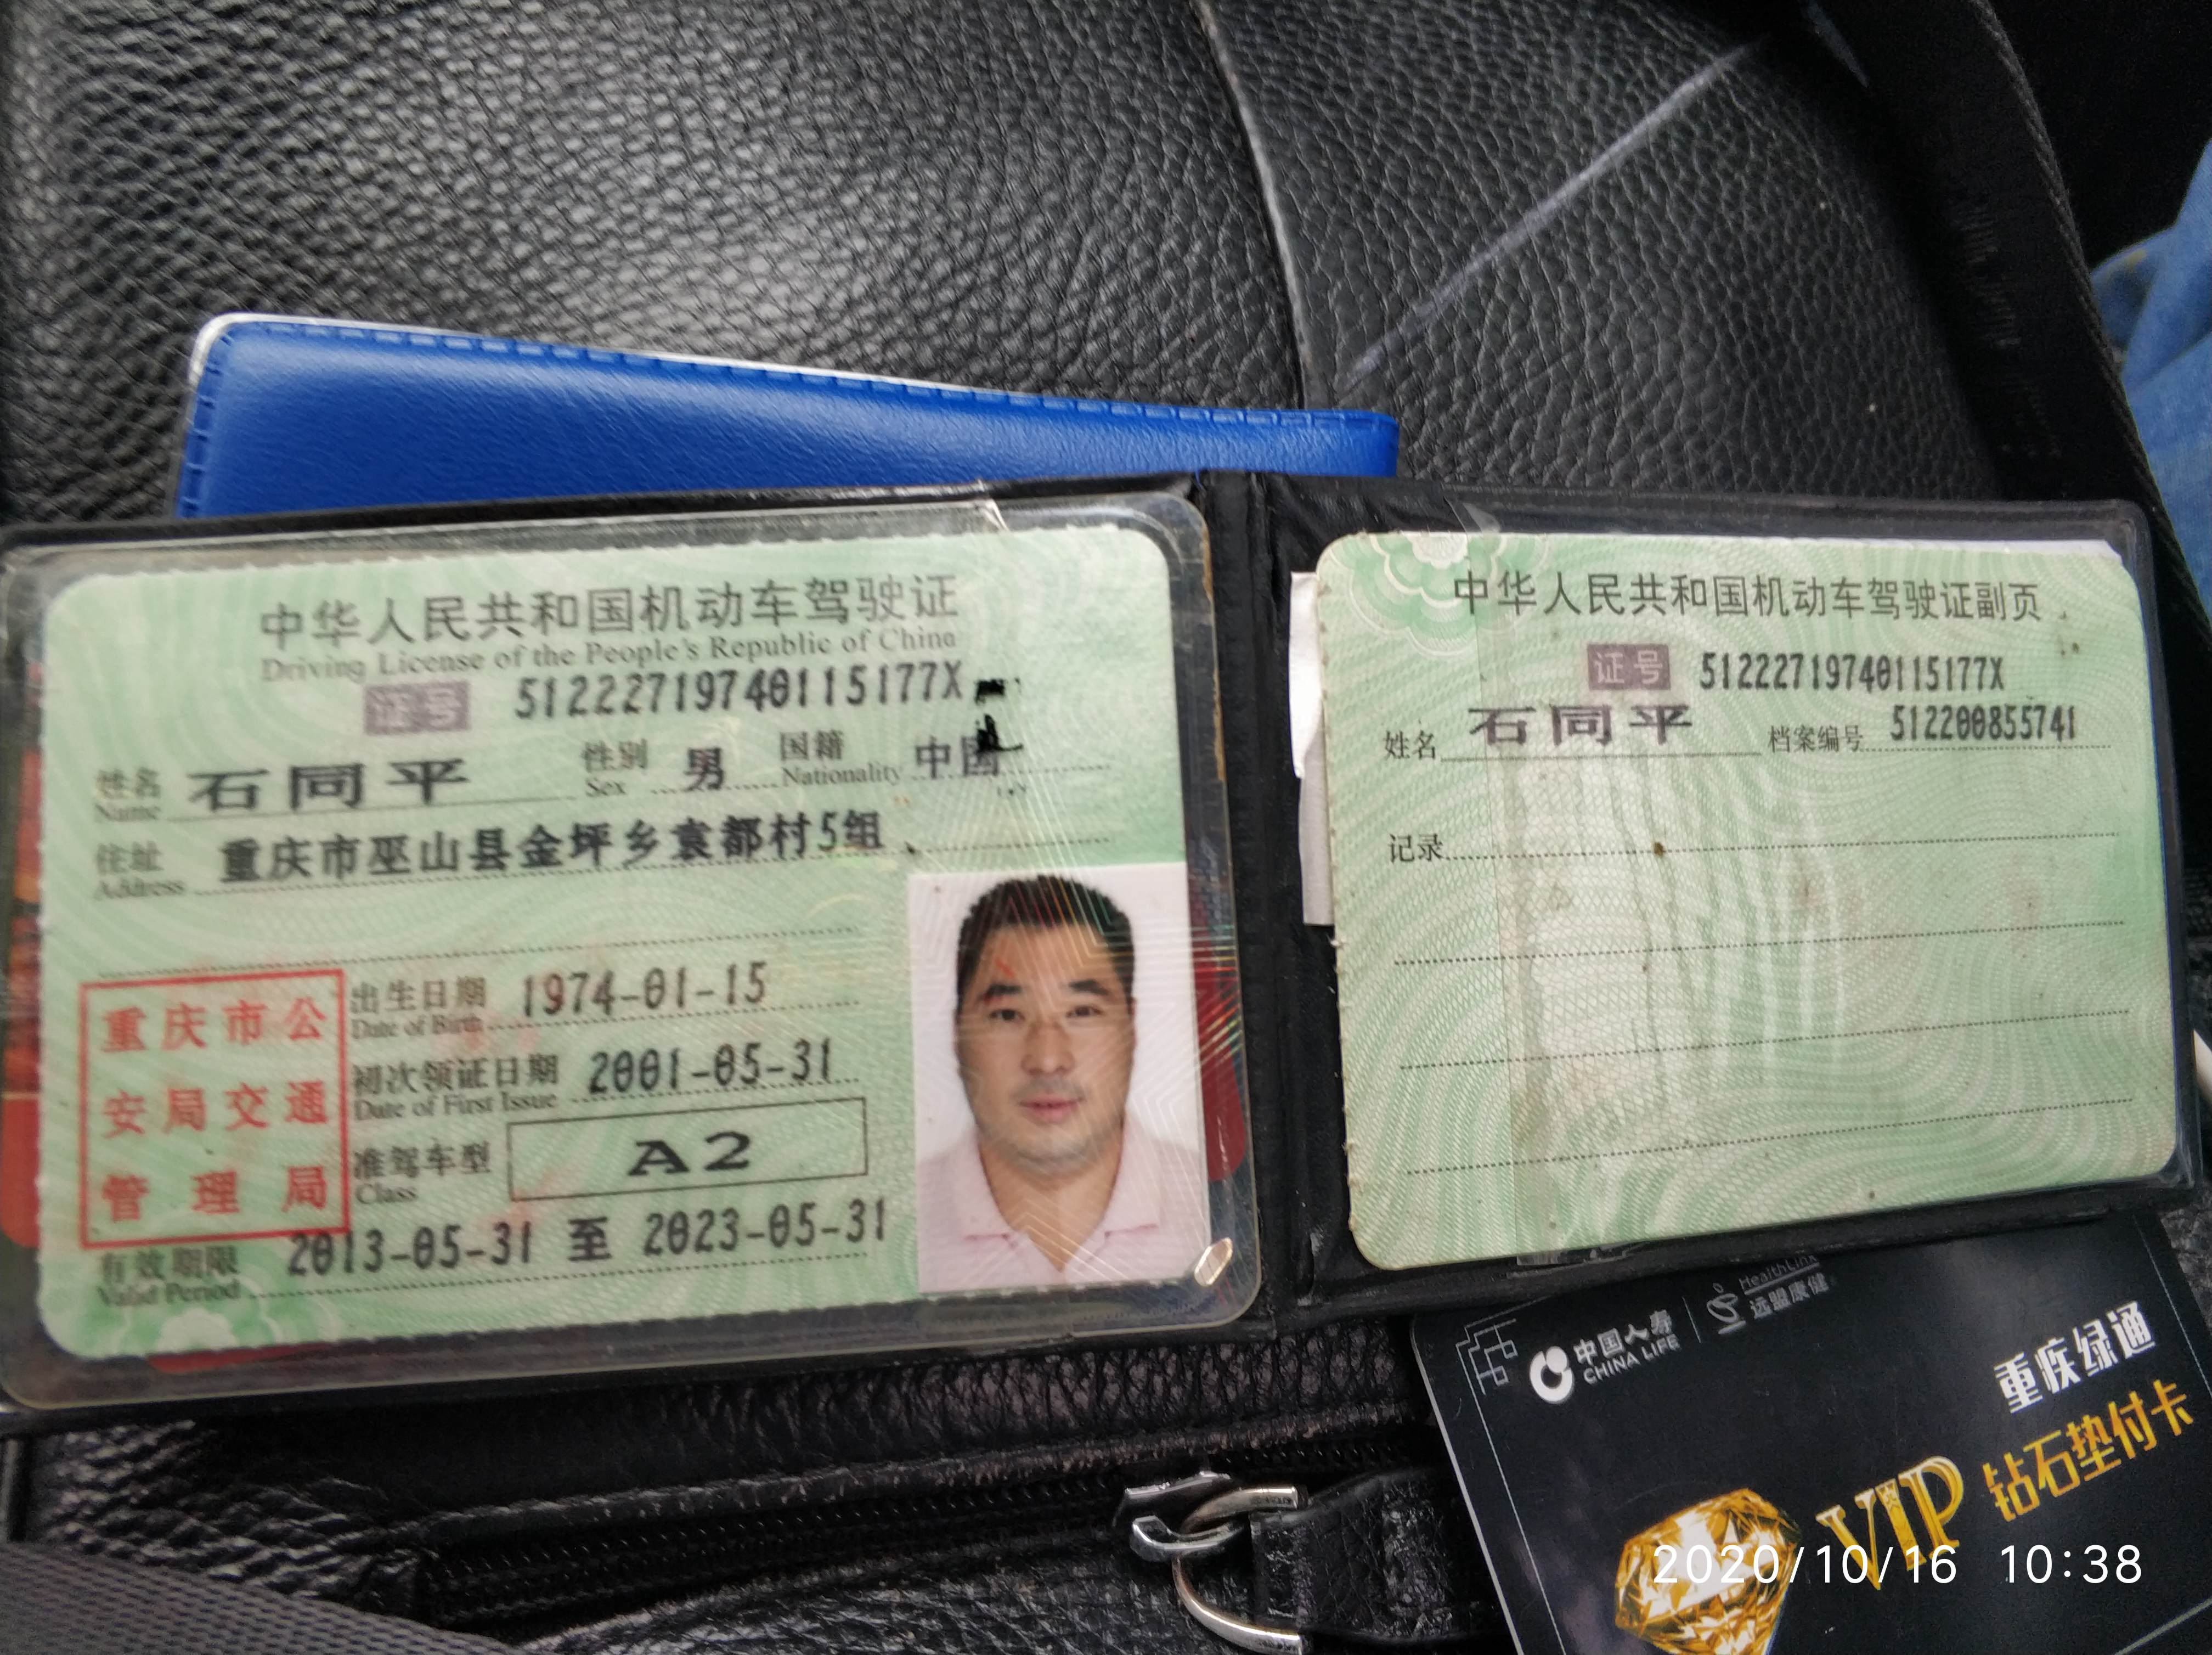 中华人民共和国机动车驾驶证
Driving License of the People's Republic of China
证号 51222719740115177X
姓名 石同平 性别 男 国籍 中国
Name Sex Nationality
住址 重庆市巫山县金坪乡袁都村5组
Address
重庆市公
安局交通
管理局
出生日期 1974-01-15
Date of Birth
初次领证日期 2001-05-31
Date of First Issue
准驾车型 A2
Class
有效期限 2013-05-31 至 2023-05-31
Valid Period
中华人民共和国机动车驾驶证副页
证号 51222719740115177X
姓名 石同平 档案编号 512200855741
记录
中国人寿
CHINA LIFE
HealthLink
远盟康健
重疾绿通
VIP 钻石垫付卡
2020/10/16 10:38